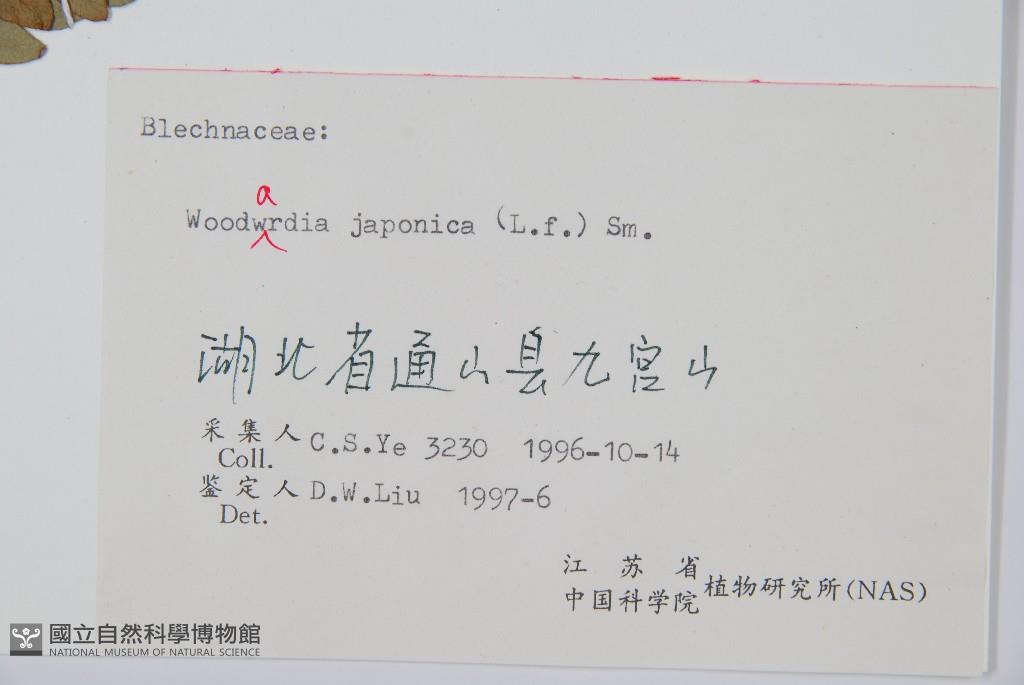 Blechnaceae:
a
Woodwrdia japonica (L.f.) Sm.
湖北省通山县九宫山
采集人 C.S.Ye 3230 1996-10-14
Coll.
鉴定人 D.W.Liu 1997-6
Det.
江苏省
中国科学院 植物研究所(NAS)
國立自然科學博物館
NATIONAL MUSEUM OF NATURAL SCIENCE